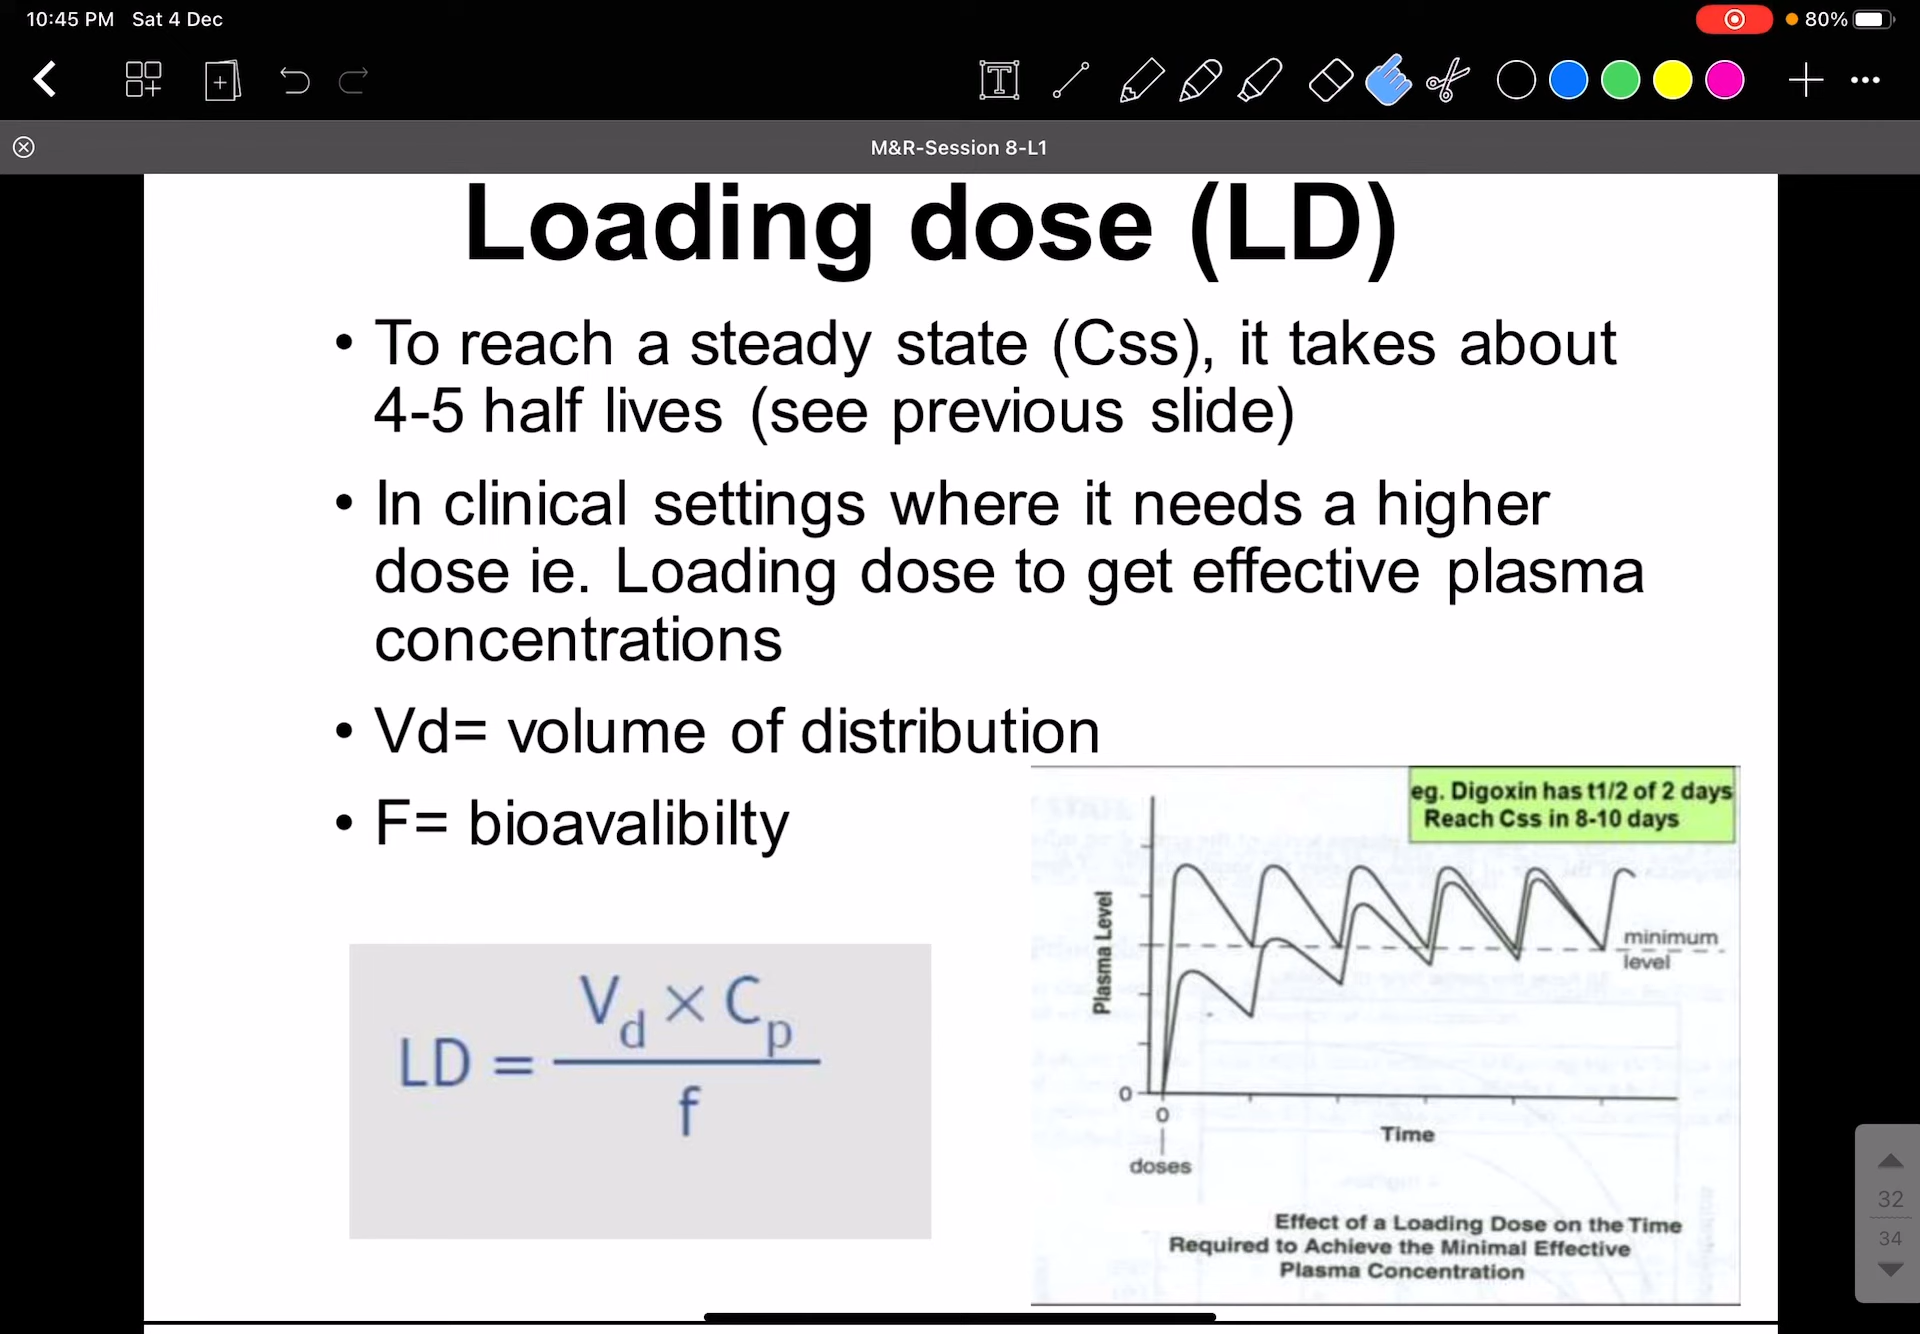 10:45 PM Sat 4 Dec
80%
M&R-Session 8-L1
Loading dose (LD)
• To reach a steady state (Css), it takes about
4-5 half lives (see previous slide)
• In clinical settings where it needs a higher
dose ie. Loading dose to get effective plasma
concentrations
• Vd= volume of distribution
• F= bioavalibilty
LD = Vd × Cp
f
eg. Digoxin has t1/2 of 2 days
Reach Css in 8-10 days
Plasma Level
minimum
level
0
0
Time
doses
Effect of a Loading Dose on the Time
Required to Achieve the Minimal Effective
Plasma Concentration
32
34